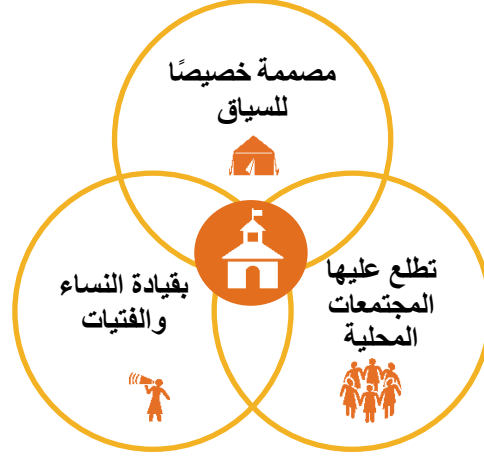 مصممة خصيصًا
للسياق
تطلع عليها
المجتمعات
المحلية
بقيادة النساء
والفتيات